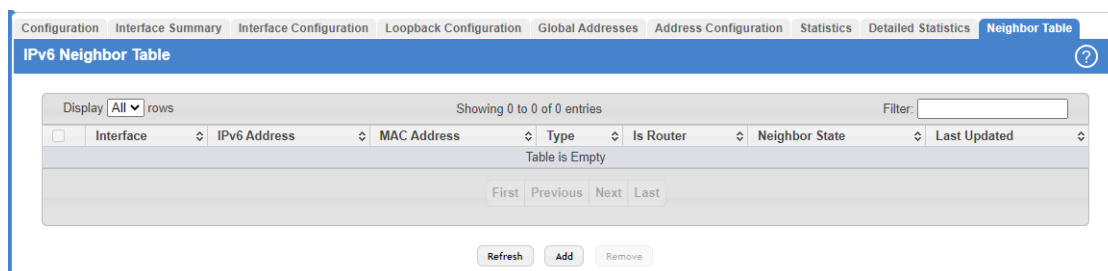 Configuration Interface Summary Interface Configuration Loopback Configuration Global Addresses Address Configuration Statistics Detailed Statistics Neighbor Table
IPv6 Neighbor Table ?
Display All rows Showing 0 to 0 of 0 entries Filter:
Interface IPv6 Address MAC Address Type Is Router Neighbor State Last Updated
Table is Empty
First Previous Next Last
Refresh Add Remove